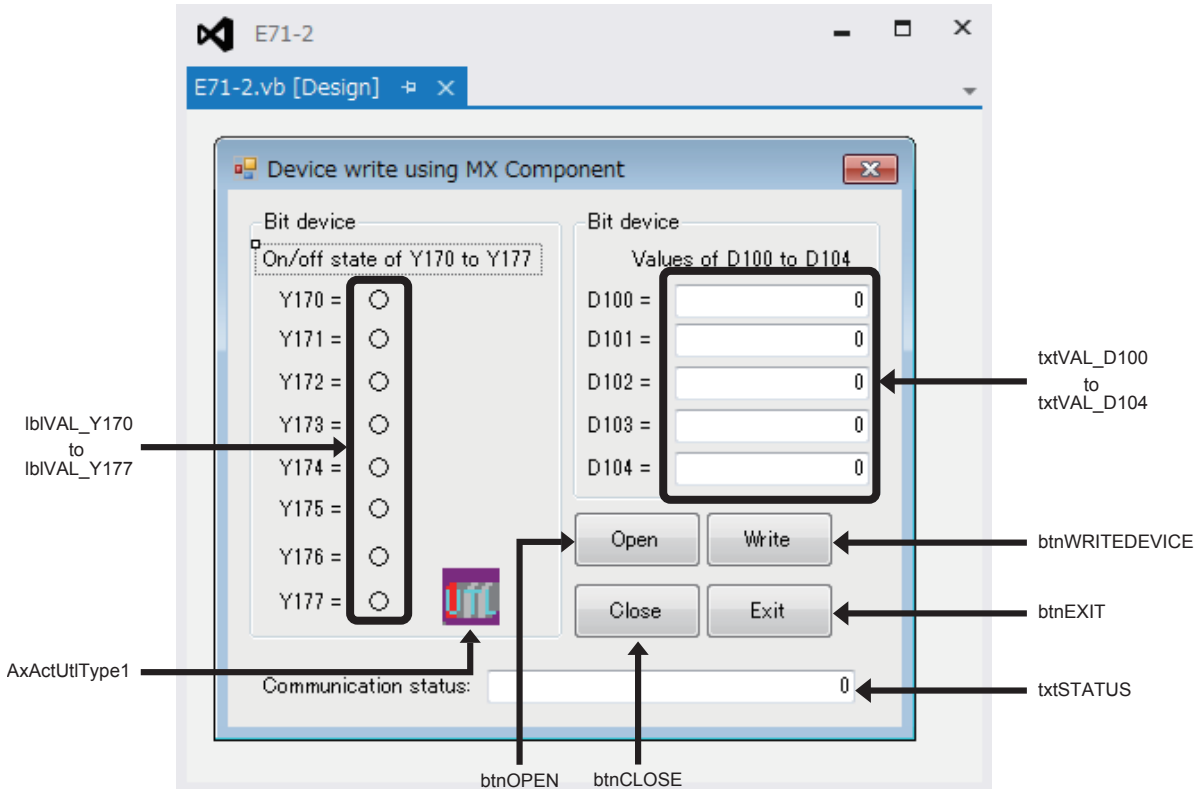 E71-2
E71-2.vb [Design]
Device write using MX Component
Bit device
On/off state of Y170 to Y177
Y170 =
Y171 =
Y172 =
Y173 =
Y174 =
Y175 =
Y176 =
Y177 =
UTL
Bit device
Values of D100 to D104
D100 = 0
D101 = 0
D102 = 0
D103 = 0
D104 = 0
Open
Write
Close
Exit
Communication status: 0
lblVAL_Y170
to
lblVAL_Y177
AxActUtlType1
txtVAL_D100
to
txtVAL_D104
btnWRITEDEVICE
btnEXIT
txtSTATUS
btnOPEN
btnCLOSE